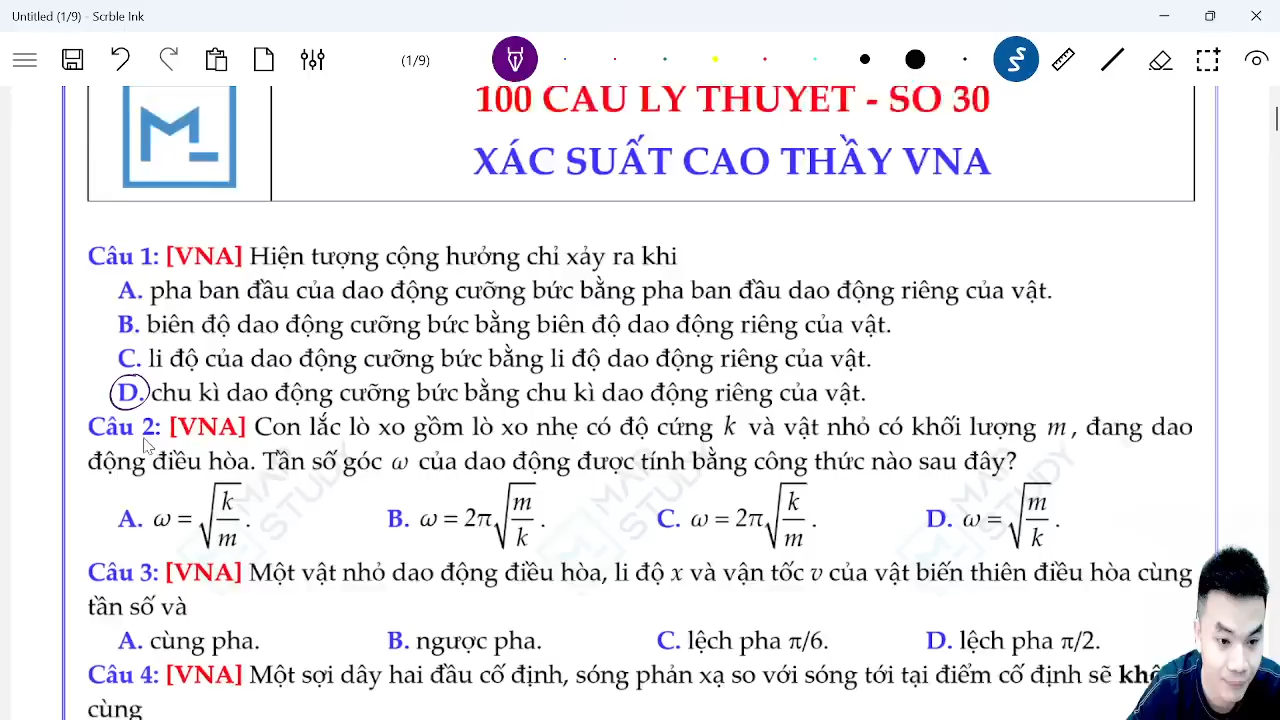 Untitled (1/9) - Scrble Ink
(1/9)
100 CÂU LÝ THUYẾT - SỐ 30
XÁC SUẤT CAO THẦY VNA
Câu 1: [VNA] Hiện tượng cộng hưởng chỉ xảy ra khi
A. pha ban đầu của dao động cưỡng bức bằng pha ban đầu dao động riêng của vật.
B. biên độ dao động cưỡng bức bằng biên độ dao động riêng của vật.
C. li độ của dao động cưỡng bức bằng li độ dao động riêng của vật.
D. chu kì dao động cưỡng bức bằng chu kì dao động riêng của vật.
Câu 2: [VNA] Con lắc lò xo gồm lò xo nhẹ có độ cứng k và vật nhỏ có khối lượng m, đang dao
động điều hòa. Tần số góc ω của dao động được tính bằng công thức nào sau đây?
A. ω = √(k/m). B. ω = 2π√(m/k). C. ω = 2π√(k/m). D. ω = √(m/k).
Câu 3: [VNA] Một vật nhỏ dao động điều hòa, li độ x và vận tốc v của vật biến thiên điều hòa cùng
tần số và
A. cùng pha. B. ngược pha. C. lệch pha π/6. D. lệch pha π/2.
Câu 4: [VNA] Một sợi dây hai đầu cố định, sóng phản xạ so với sóng tới tại điểm cố định sẽ
cùng